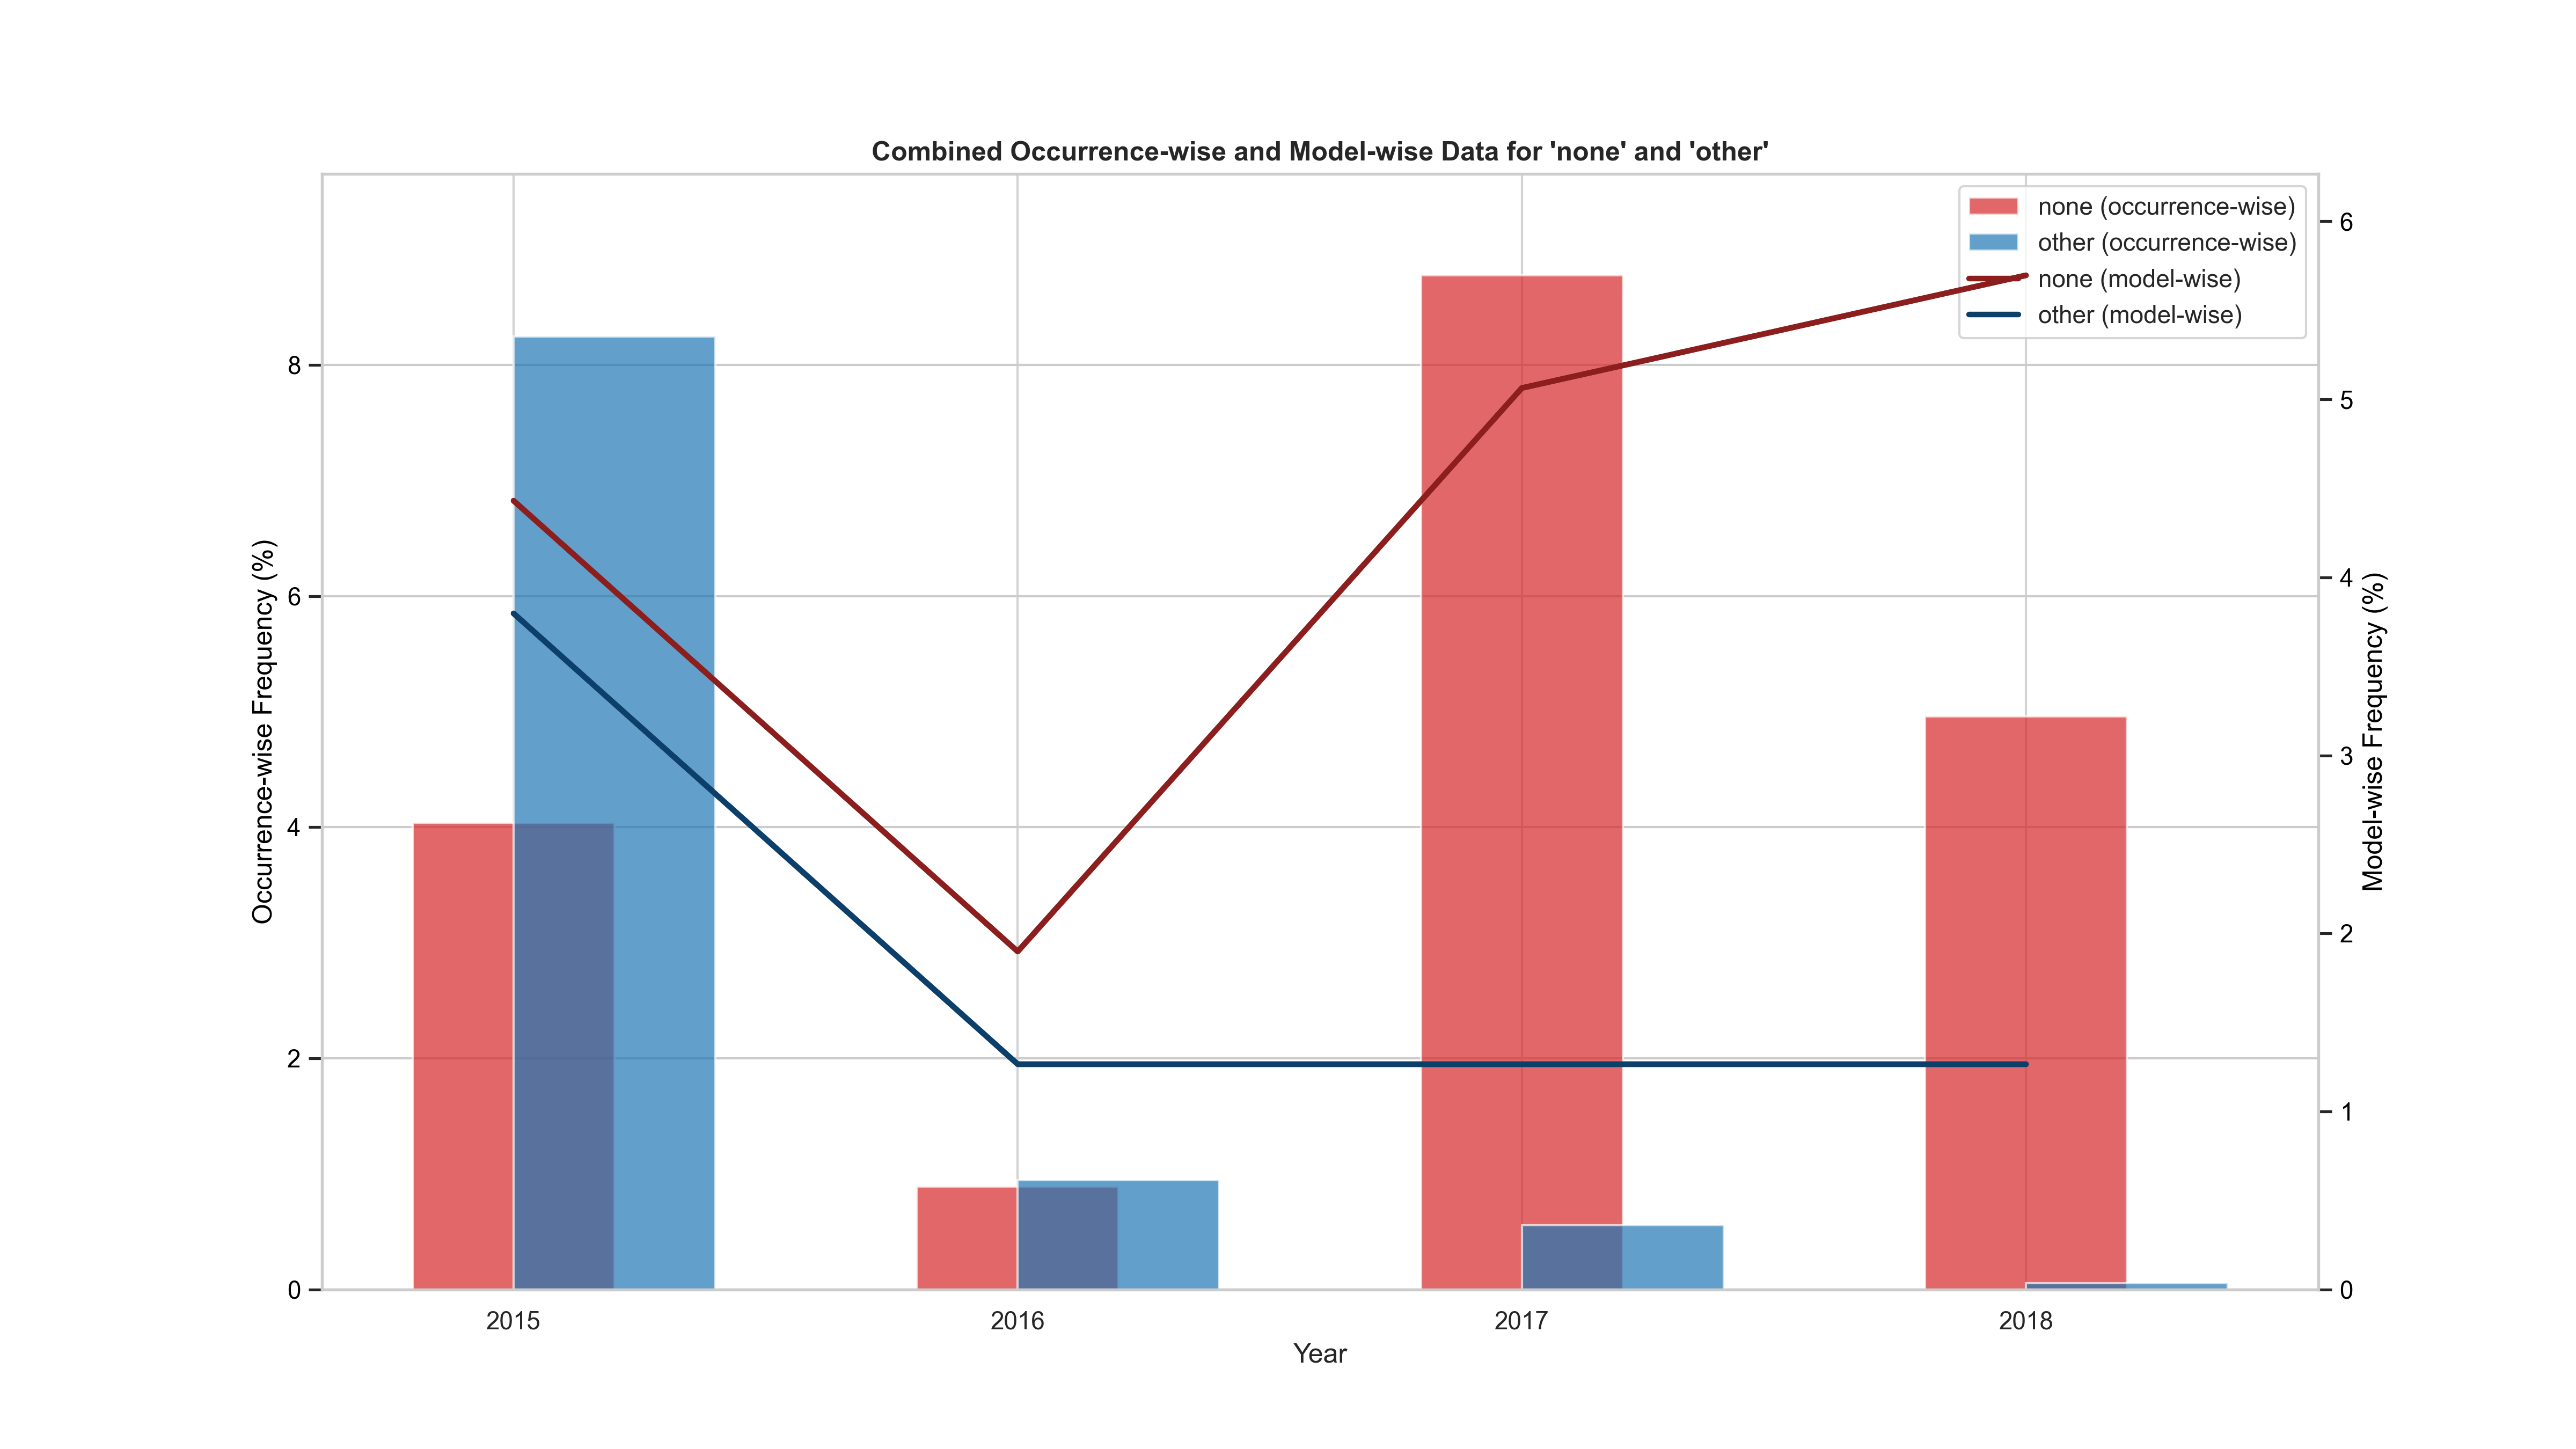 Combined Occurrence-wise and Model-wise Data for 'none' and 'other'
none (occurrence-wise)
other (occurrence-wise)
none (model-wise)
other (model-wise)
Occurrence-wise Frequency (%)
8
6
4
2
0
6
5
4
3
2
1
0
Model-wise Frequency (%)
2015 2016 2017 2018
Year